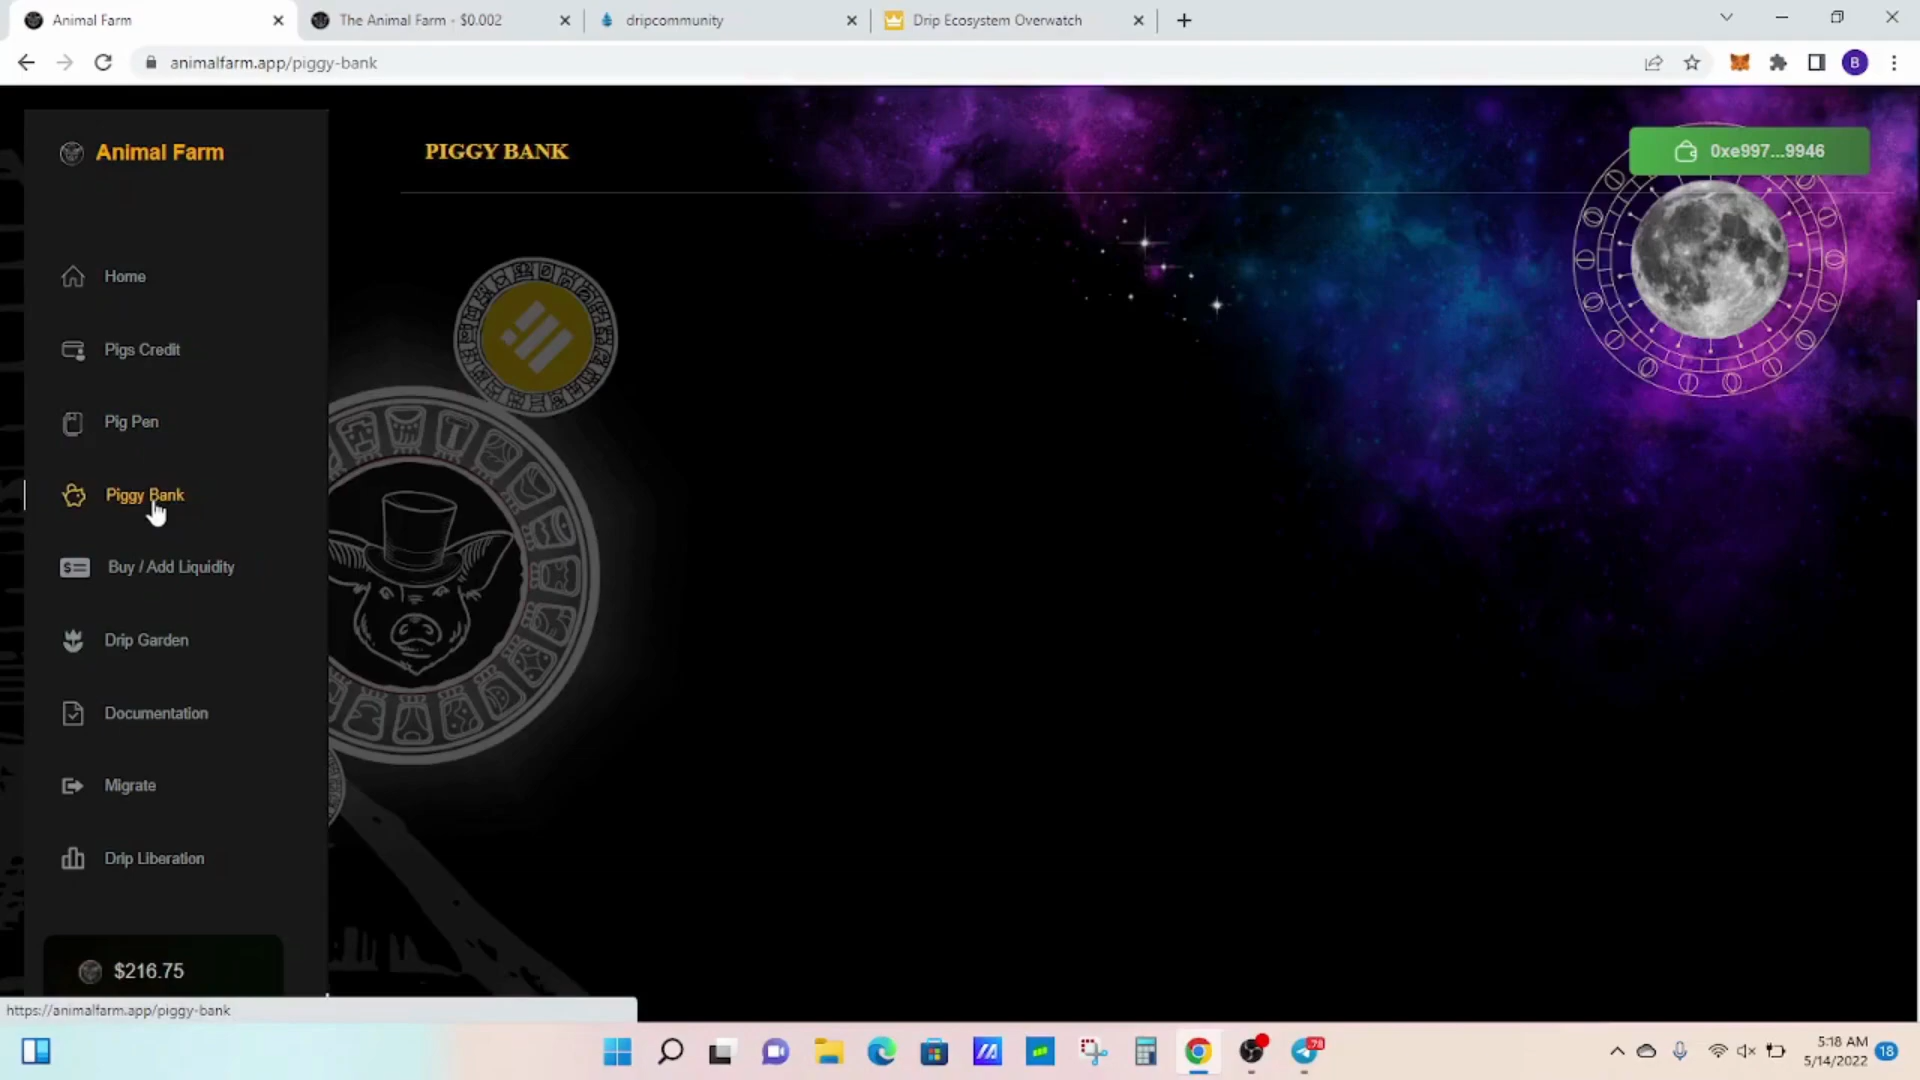 Animal Farm
The Animal Farm - $0.002
dripcommunity
Drip Ecosystem Overwatch
animalfarm.app/piggy-bank
B
Animal Farm
PIGGY BANK
0xe997...9946
Home
Pigs Credit
Pig Pen
Piggy Bank
Buy / Add Liquidity
Drip Garden
Documentation
Migrate
Drip Liberation
$216.75
https://animalfarm.app/piggy-bank
5:18 AM
5/14/2022
18